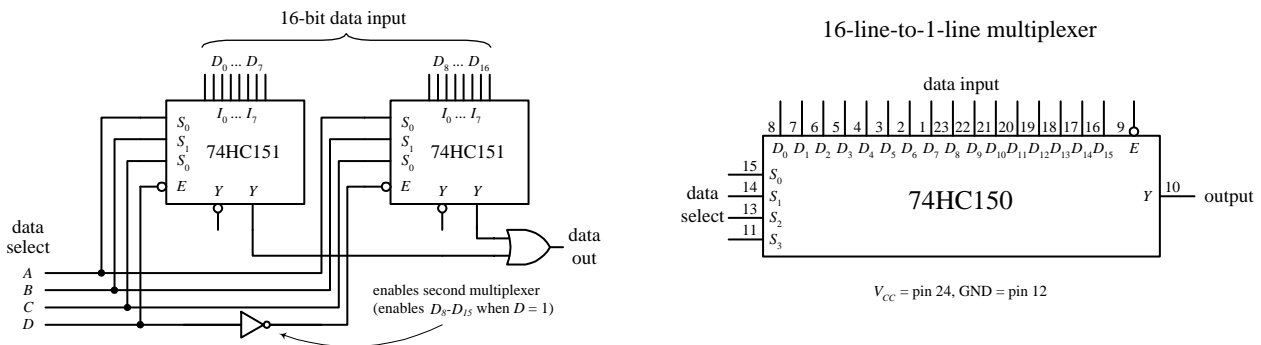 16-bit data input
D0 ... D7
D8 ... D16
I0 ... I7
I0 ... I7
S0
S1
S0
E
74HC151
Y
Y
S0
S1
S0
E
74HC151
Y
Y
data
select
A
B
C
D
data
out
enables second multiplexer
(enables D8-D15 when D = 1)
16-line-to-1-line multiplexer
data input
8 7 6 5 4 3 2 1 23 22 21 20 19 18 17 16 9
D0 D1 D2 D3 D4 D5 D6 D7 D8 D9 D10 D11 D12 D13 D14 D15 E
data
select
15
14
13
11
S0
S1
S2
S3
74HC150
Y
10
output
VCC = pin 24, GND = pin 12